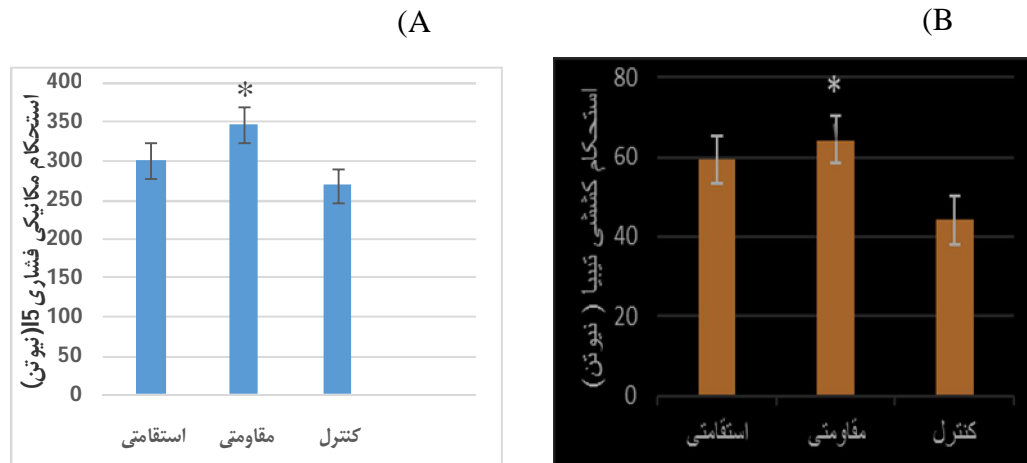 (A
استحکام مکانیکی فشاری l5(نیوتن)
400
350
300
250
200
150
100
50
0
*
استقامتی
مقاومتی
کنترل
(B
استحکام کششی تیبیا ( نیوتن)
80
60
40
20
0
*
استقامتی
مقاومتی
کنترل